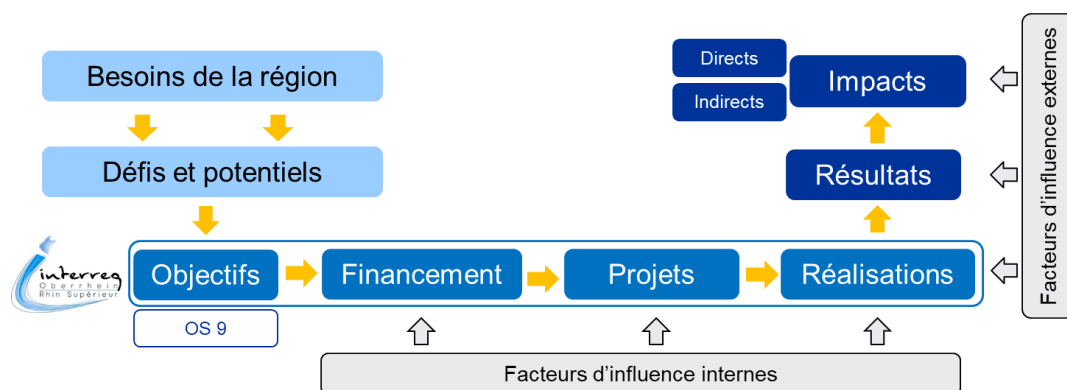 Besoins de la région
Défis et potentiels
interreg
Oberrhein
Rhin Supérieur
Objectifs
OS 9
Financement
Projets
Réalisations
Résultats
Impacts
Directs
Indirects
Facteurs d’influence internes
Facteurs d’influence externes